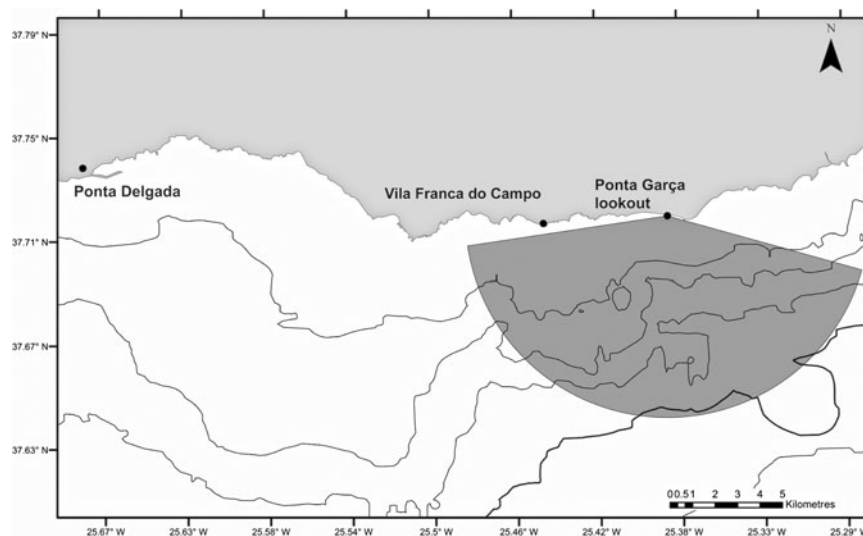 37.79° N
N
37.75° N
Ponta Delgada
Vila Franca do Campo
Ponta Garça
lookout
37.71° N
37.67° N
37.63° N
0 0.5 1 2 3 4 5
Kilometres
25.67° W 25.63° W 25.58° W 25.54° W 25.5° W 25.46° W 25.42° W 25.38° W 25.33° W 25.29° W